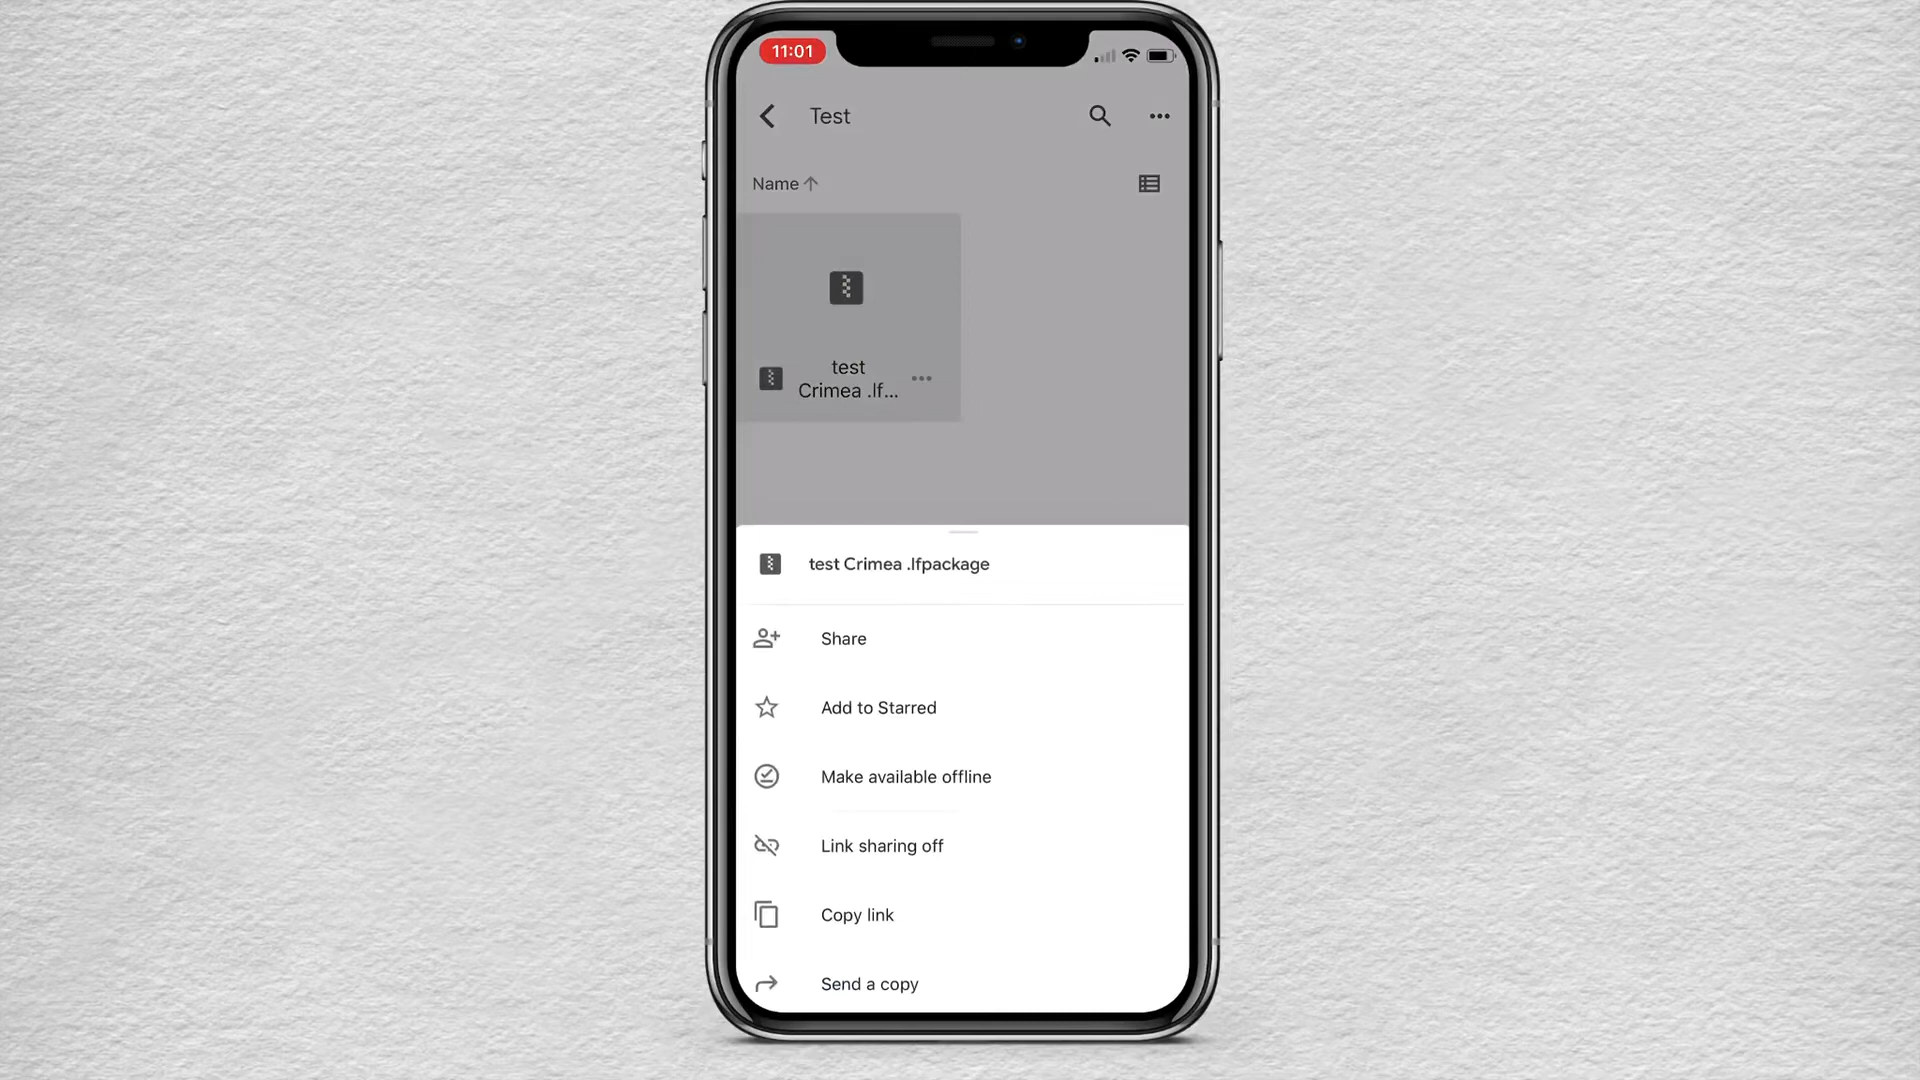 11:01
Test
Name
test
Crimea .lf...
test Crimea .lfpackage
Share
Add to Starred
Make available offline
Link sharing off
Copy link
Send a copy